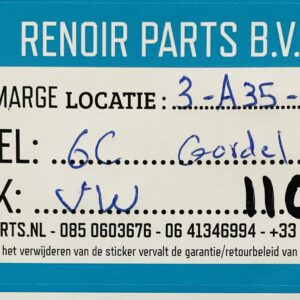 RENOIR PARTS B.V.
MARGE LOCATIE : 3-A35-
EL: 6C Gordel
K: VW 110
RTS.NL - 085 0603676 - 06 41346994 - +33
het verwijderen van de sticker vervalt de garantie/retourbeleid van